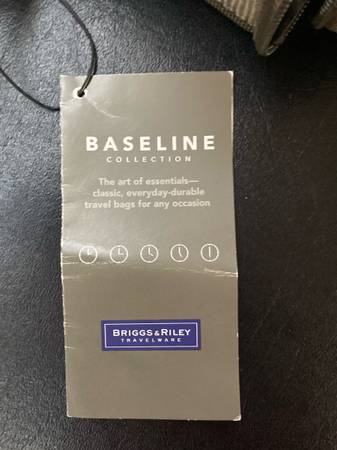 BASELINE
COLLECTION
The art of essentials—
classic, everyday-durable
travel bags for any occasion
BRIGGS & RILEY
TRAVELWARE